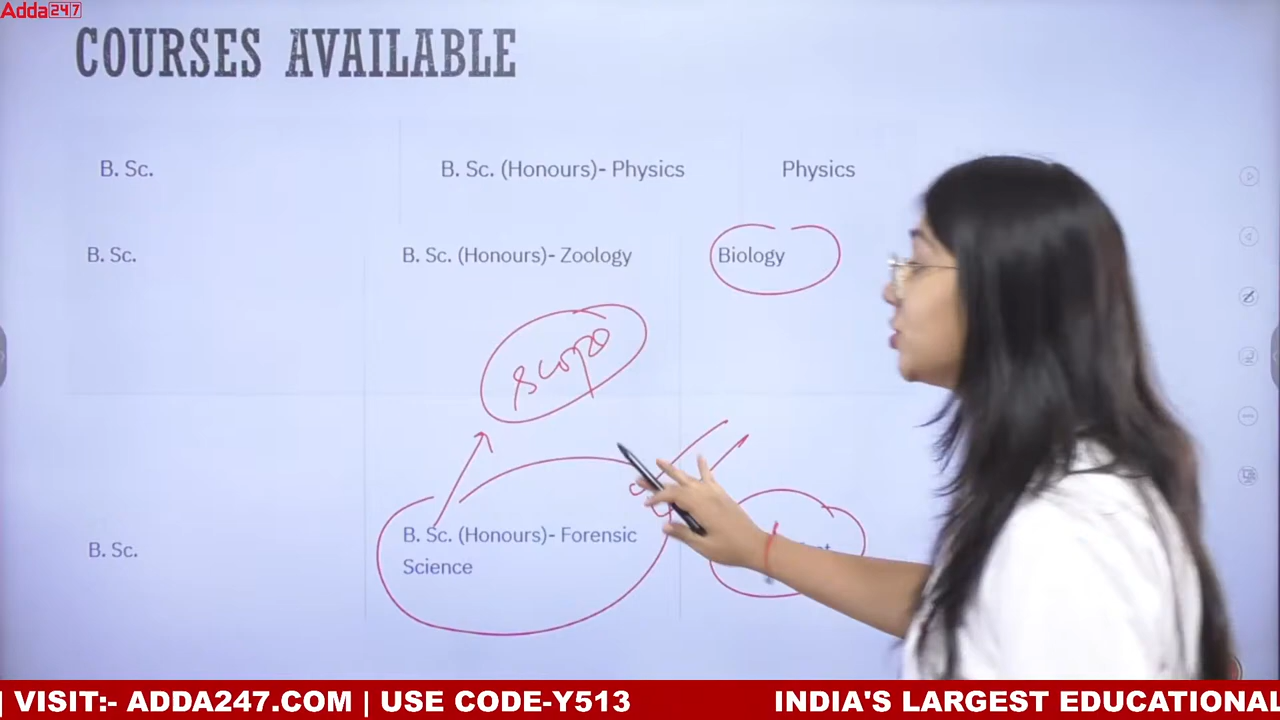 Adda247
COURSES AVAILABLE
B. Sc.
B. Sc. (Honours)- Physics
Physics
B. Sc.
B. Sc. (Honours)- Zoology
Biology
scope
B. Sc.
B. Sc. (Honours)- Forensic
Science
| VISIT:- ADDA247.COM | USE CODE-Y513
INDIA'S LARGEST EDUCATIONAL